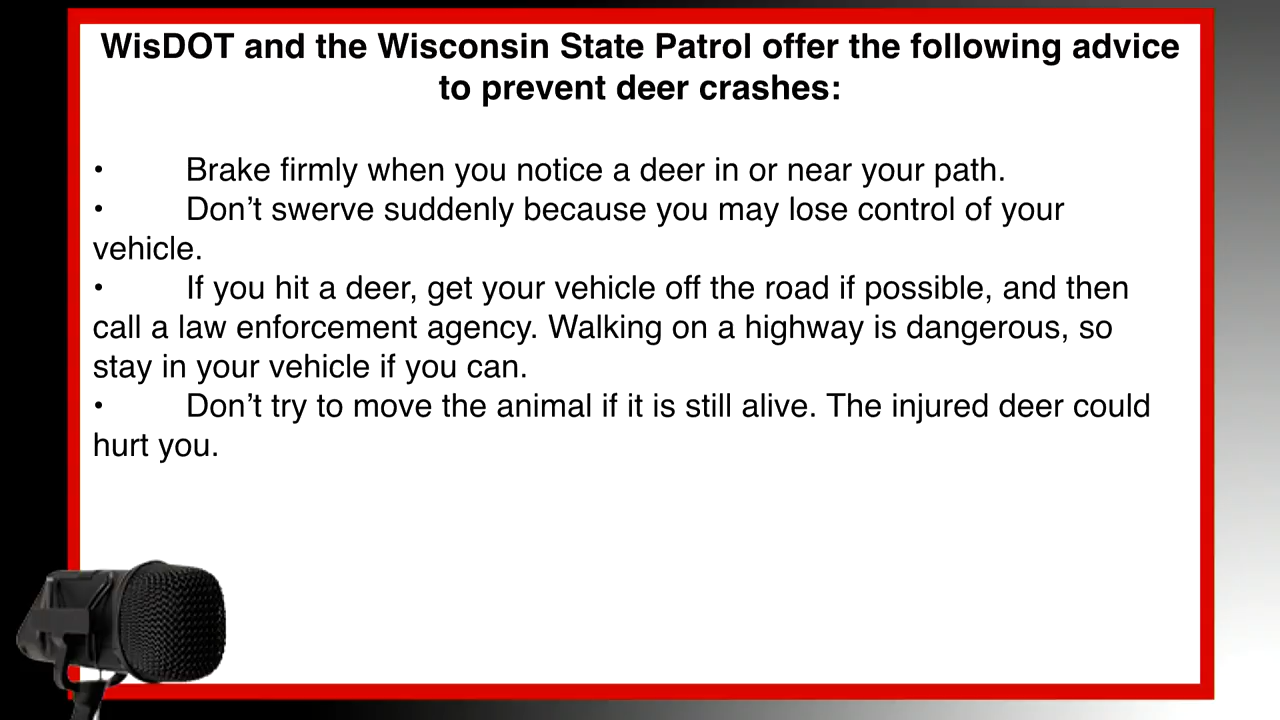 WisDOT and the Wisconsin State Patrol offer the following advice
to prevent deer crashes:
• Brake firmly when you notice a deer in or near your path.
• Don’t swerve suddenly because you may lose control of your
vehicle.
• If you hit a deer, get your vehicle off the road if possible, and then
call a law enforcement agency. Walking on a highway is dangerous, so
stay in your vehicle if you can.
• Don’t try to move the animal if it is still alive. The injured deer could
hurt you.